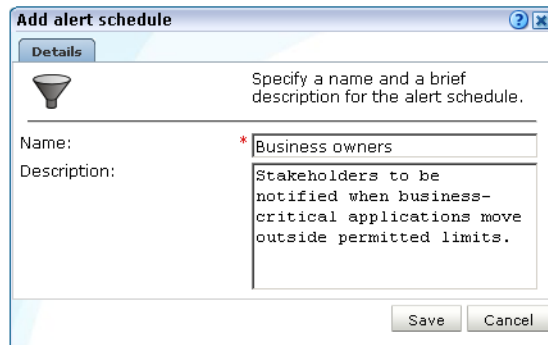 Add alert schedule
Details
Specify a name and a brief
description for the alert schedule.
Name:
* Business owners
Description:
Stakeholders to be
notified when business-
critical applications move
outside permitted limits.
Save Cancel